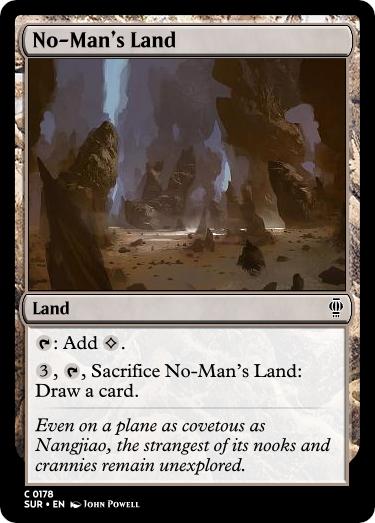 No-Man's Land
Land
: Add .
3, , Sacrifice No-Man's Land:
Draw a card.
Even on a plane as covetous as
Nangjiao, the strangest of its nooks and
crannies remain unexplored.
C 0178
SUR • EN John Powell